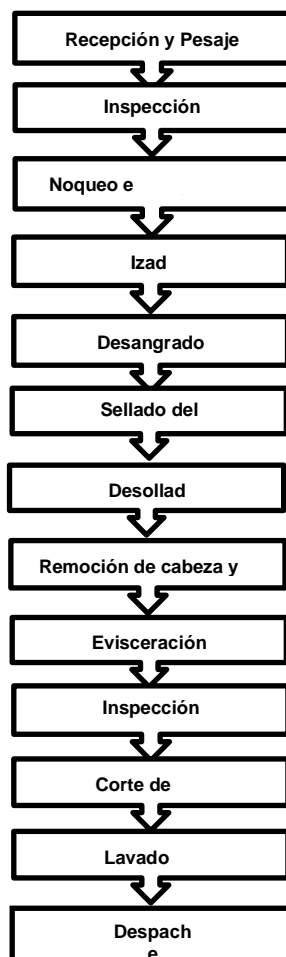 Recepción y Pesaje
Inspección
Noqueo e
Izad
Desangrado
Sellado del
Desollad
Remoción de cabeza y
Evisceración
Inspección
Corte de
Lavado
Despach
e